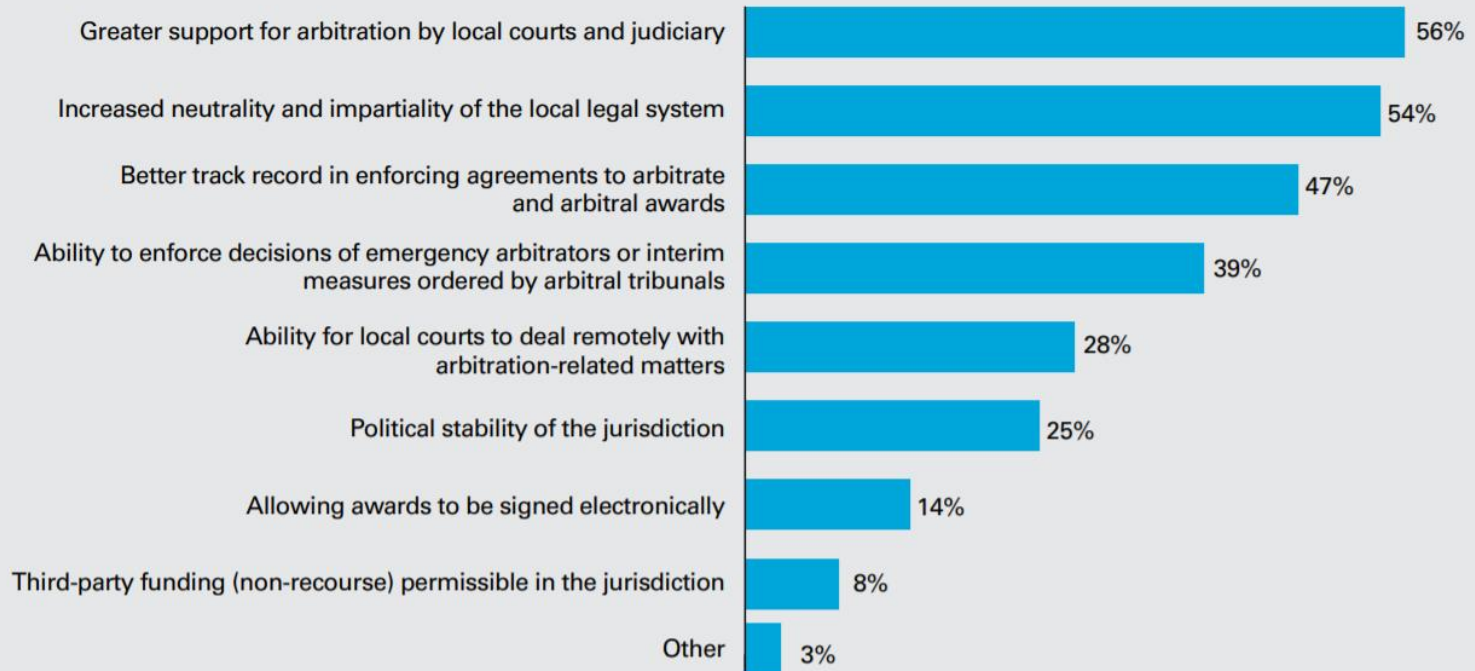 Greater support for arbitration by local courts and judiciary 56%
Increased neutrality and impartiality of the local legal system 54%
Better track record in enforcing agreements to arbitrate
and arbitral awards 47%
Ability to enforce decisions of emergency arbitrators or interim
measures ordered by arbitral tribunals 39%
Ability for local courts to deal remotely with
arbitration-related matters 28%
Political stability of the jurisdiction 25%
Allowing awards to be signed electronically 14%
Third-party funding (non-recourse) permissible in the jurisdiction 8%
Other 3%